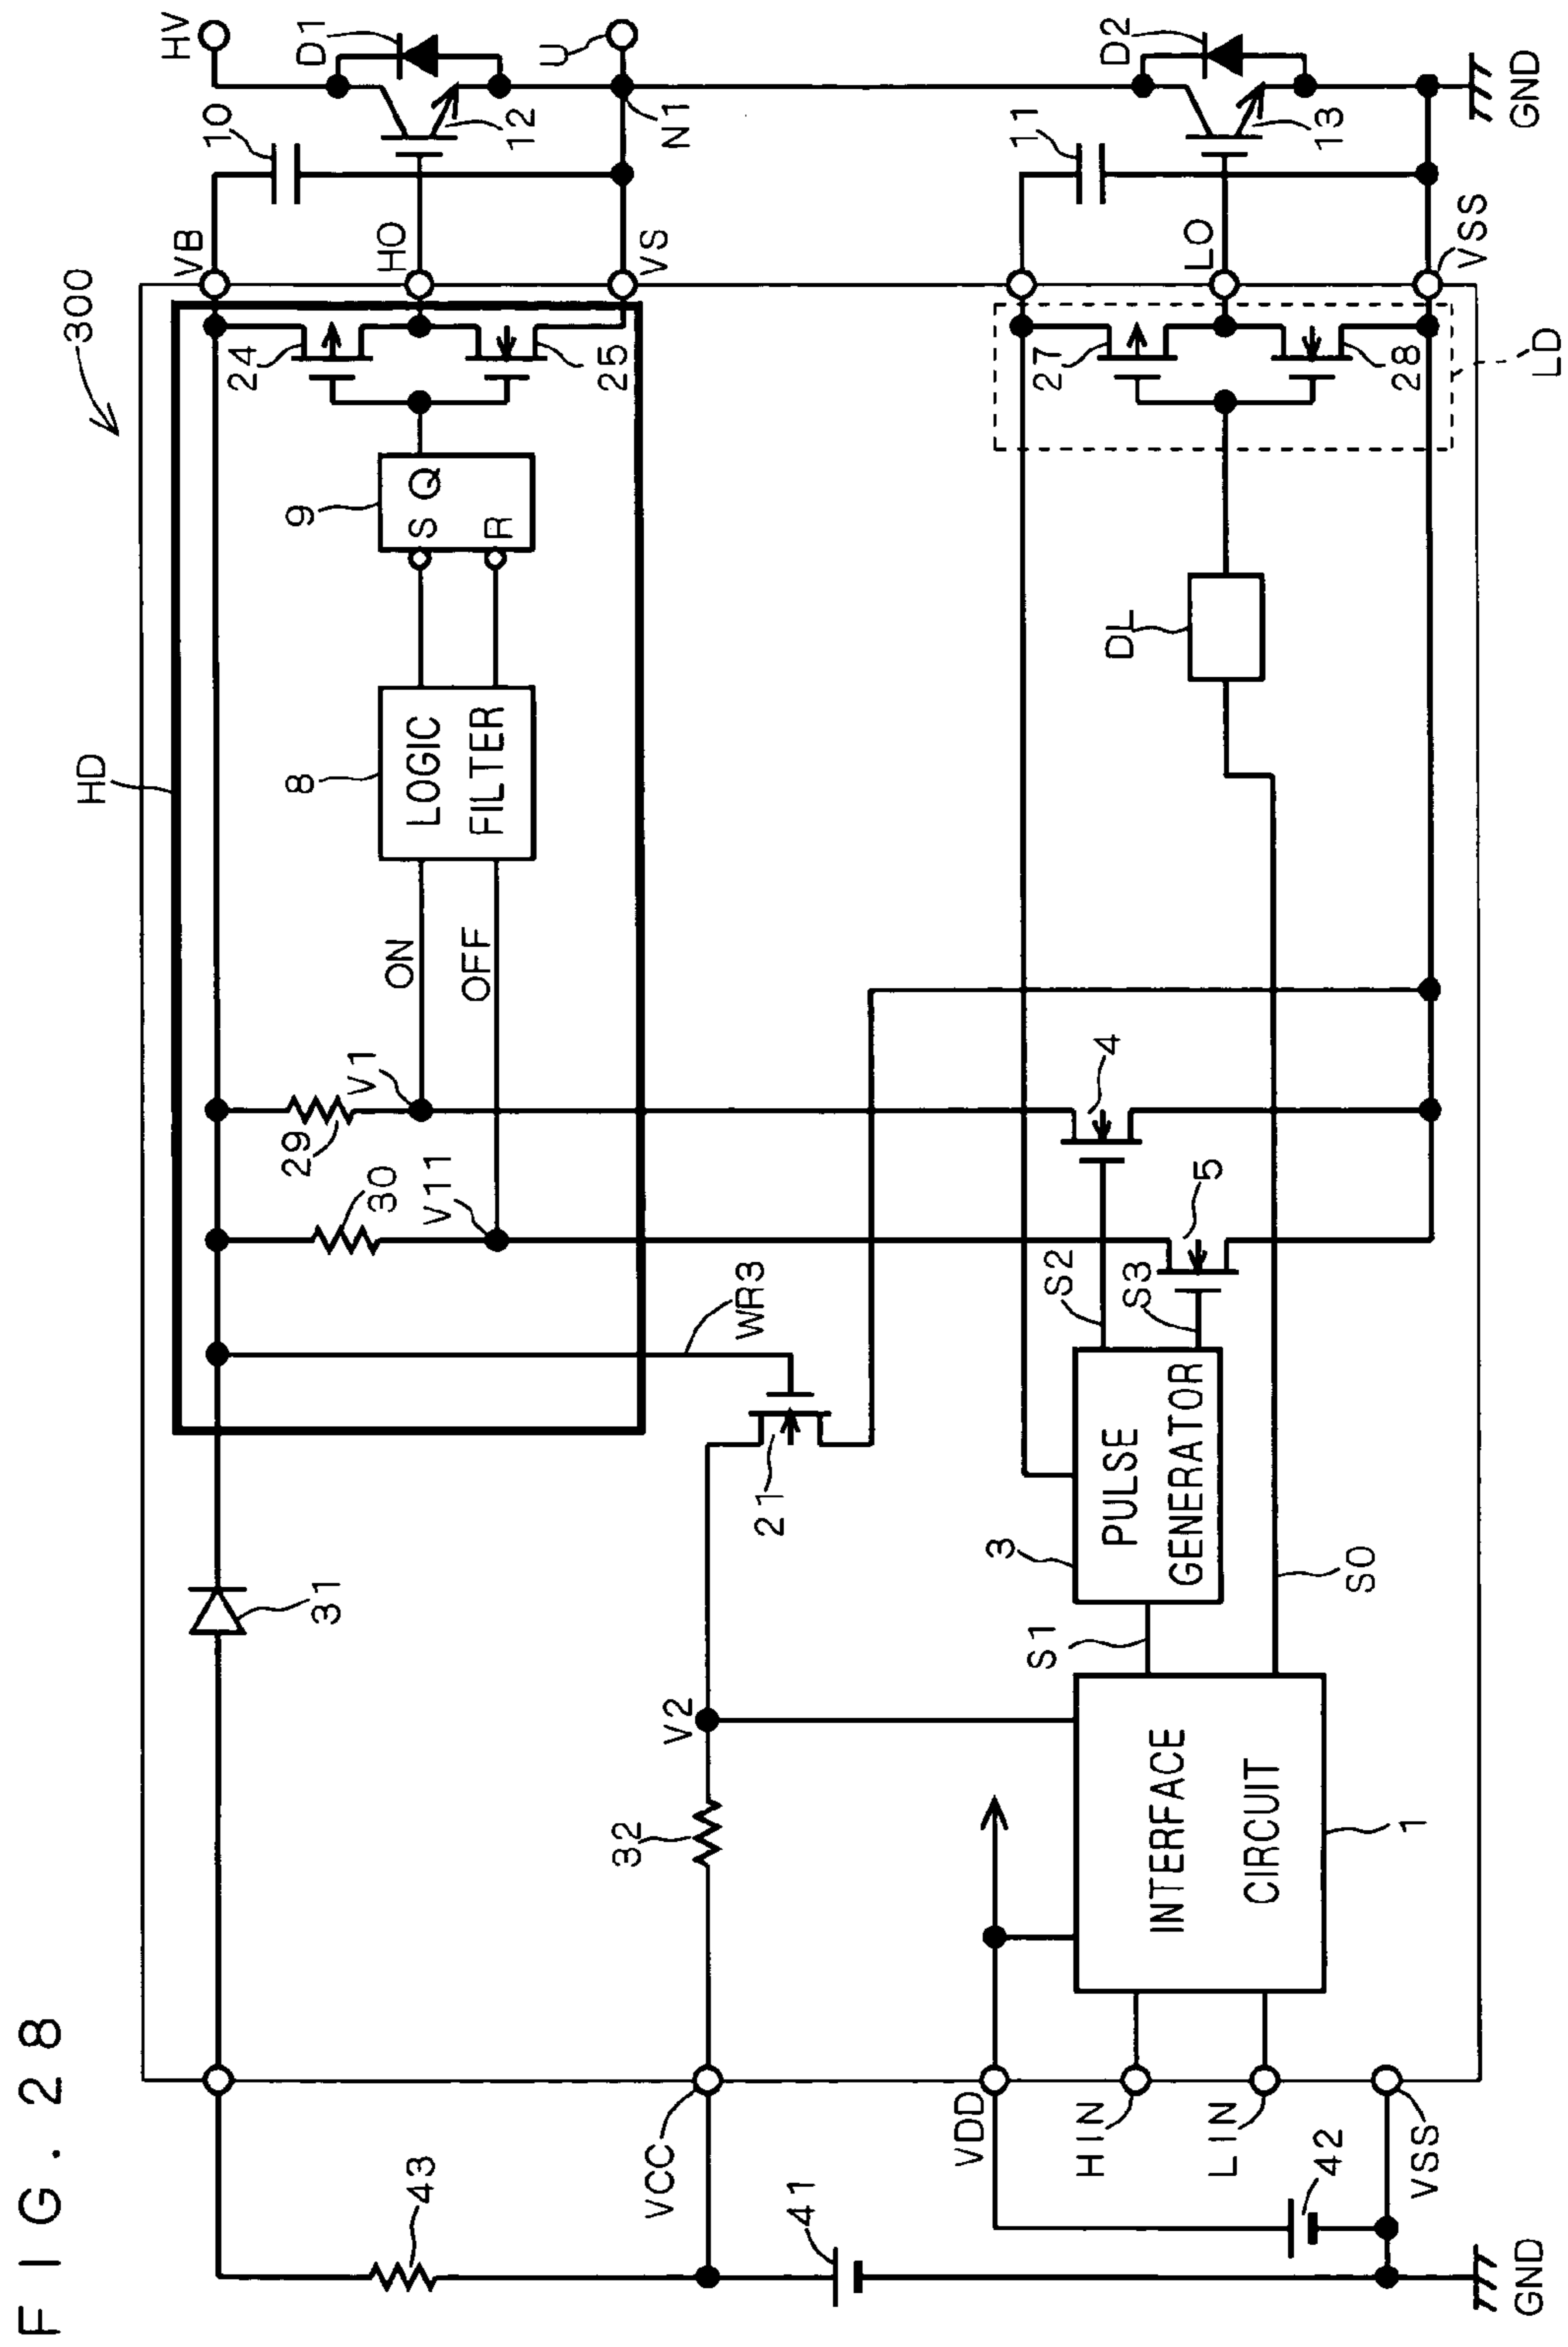 FIG. 28
300
HD
HV
VB
10
D1
12
U
N1
HO
VS
24
25
9
S Q
R
8
LOGIC
FILTER
ON
OFF
V1
29
30
V11
WR3
31
21
V2
32
43
VCC
41
VDD
HIN
LIN
42
VSS
GND
INTERFACE
CIRCUIT
1
S1
S0
3
PULSE
GENERATOR
S2
S3
4
5
DL
27
28
LD
LO
VSS
11
D2
13
GND